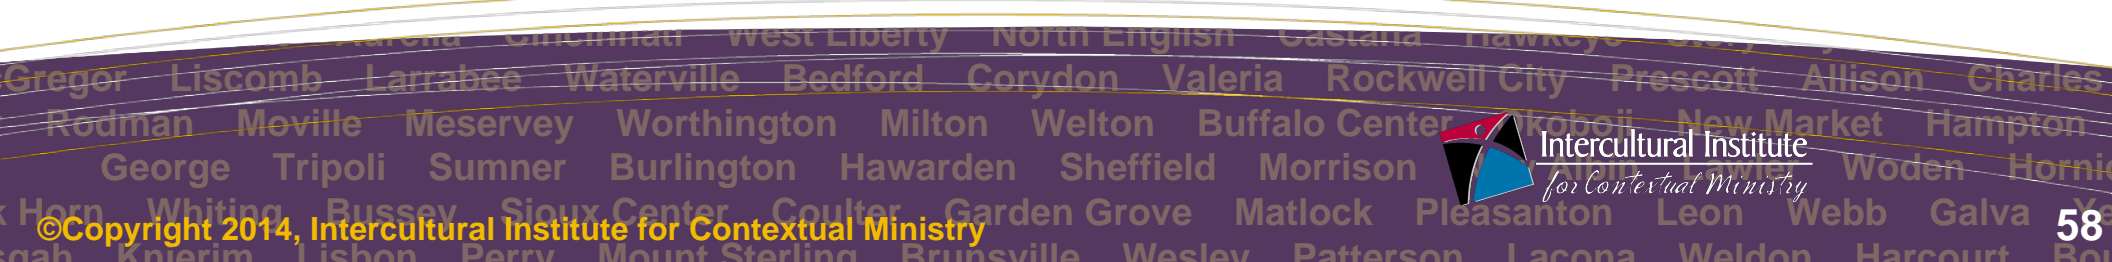 Aurelia Cincinnati West Liberty North English Castana Hawkeye
Gregor Liscomb Larrabee Waterville Bedford Corydon Valeria Rockwell City Prescott Allison Charles
Rodman Moville Meservey Worthington Milton Welton Buffalo Center New Market Hampton
George Tripoli Sumner Burlington Hawarden Sheffield Morrison Lawler Woden
Horn Whiting Bussey Sioux Center Coulter Garden Grove Matlock Pleasanton Leon Webb Galva
Knierim Lisbon Perry Mount Sterling Brunsville Wesley Patterson Lacona Weldon Harcourt
Intercultural Institute
for Contextual Ministry
©Copyright 2014, Intercultural Institute for Contextual Ministry
58